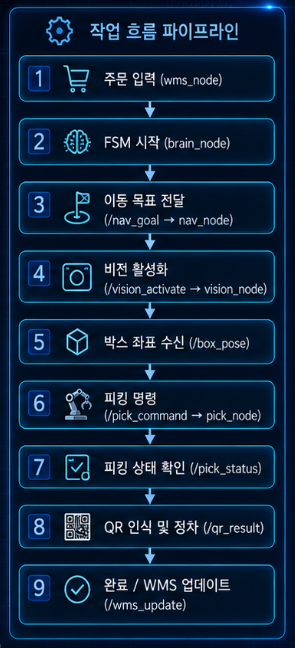 작업 흐름 파이프라인
1
주문 입력 (wms_node)
2
FSM 시작 (brain_node)
3
이동 목표 전달
(/nav_goal → nav_node)
4
비전 활성화
(/vision_activate → vision_node)
5
박스 좌표 수신 (/box_pose)
6
피킹 명령
(/pick_command → pick_node)
7
피킹 상태 확인 (/pick_status)
8
QR 인식 및 정차 (/qr_result)
9
완료 / WMS 업데이트
(/wms_update)